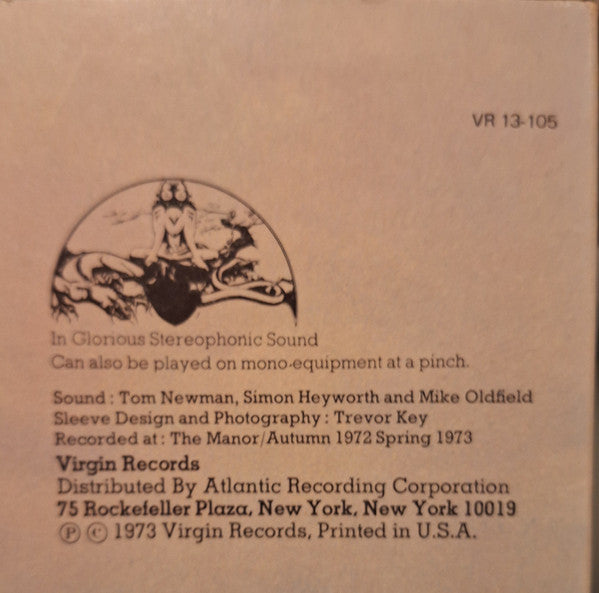 VR 13-105
In Glorious Stereophonic Sound
Can also be played on mono-equipment at a pinch.
Sound : Tom Newman, Simon Heyworth and Mike Oldfield
Sleeve Design and Photography : Trevor Key
Recorded at : The Manor/Autumn 1972 Spring 1973
Virgin Records
Distributed By Atlantic Recording Corporation
75 Rockefeller Plaza, New York, New York 10019
℗ © 1973 Virgin Records, Printed in U.S.A.